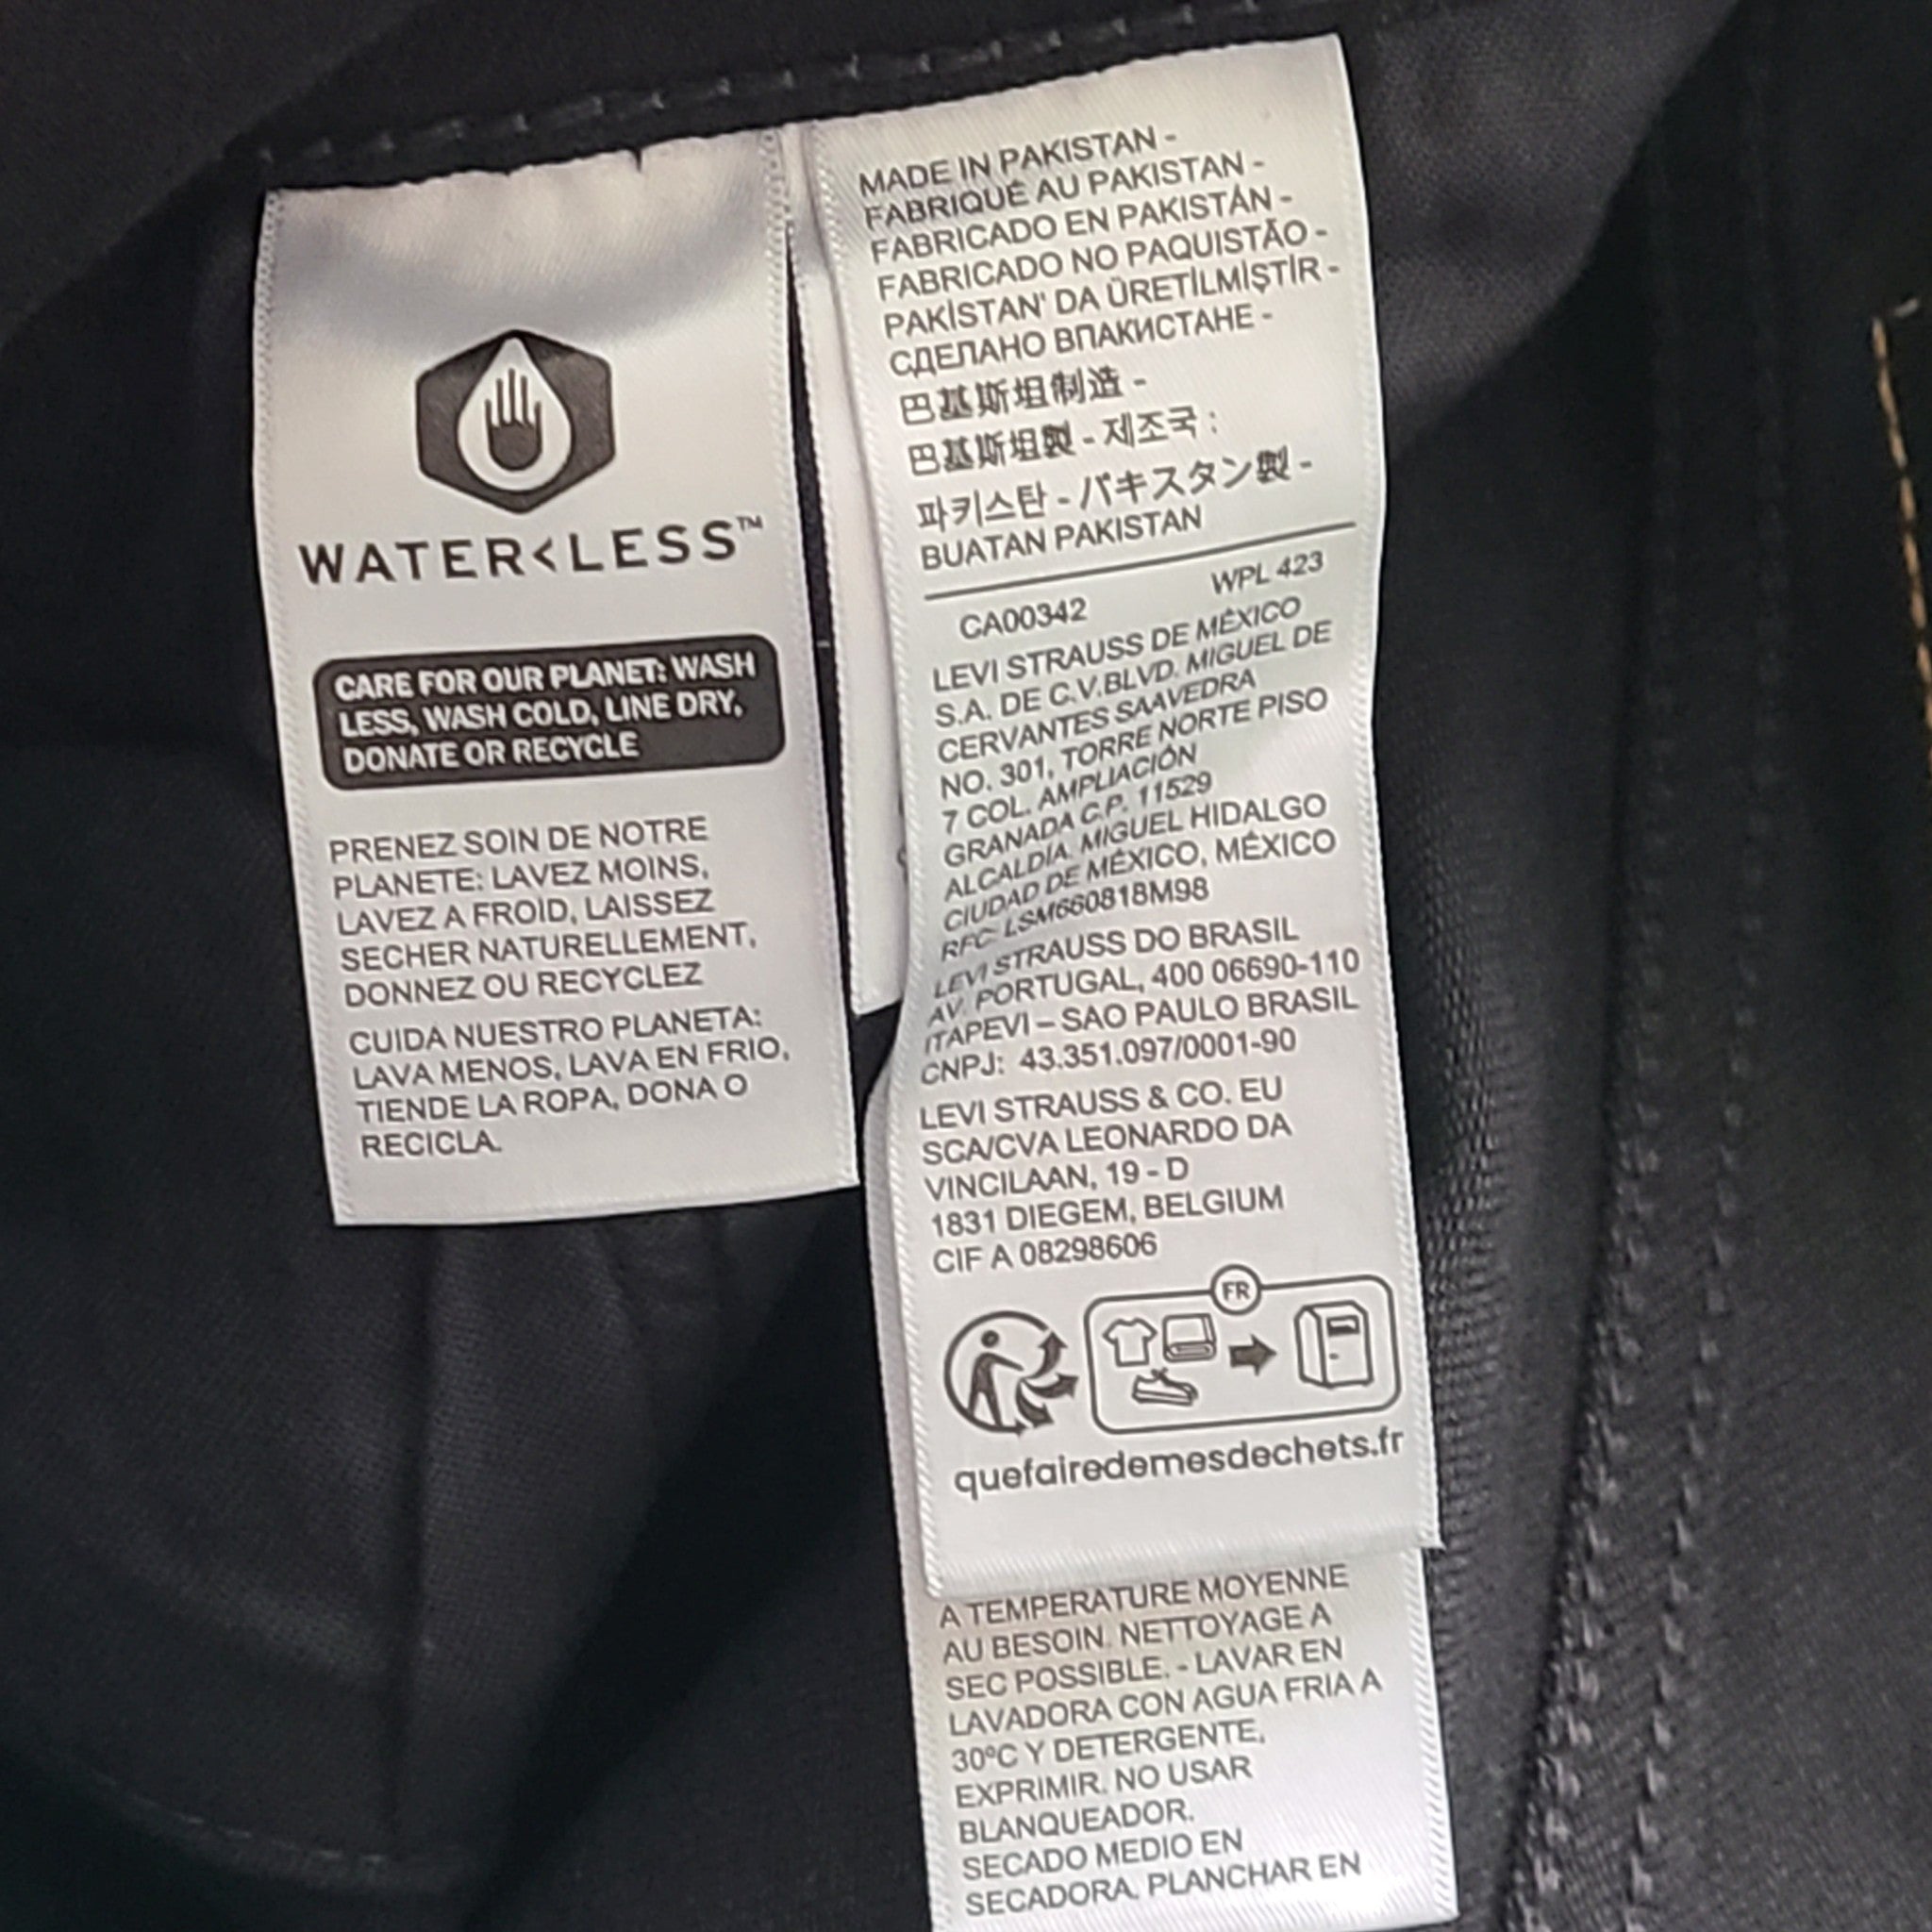 WATER<LESS™
CARE FOR OUR PLANET: WASH
LESS, WASH COLD, LINE DRY,
DONATE OR RECYCLE
PRENEZ SOIN DE NOTRE
PLANETE: LAVEZ MOINS,
LAVEZ A FROID, LAISSEZ
SECHER NATURELLEMENT,
DONNEZ OU RECYCLEZ
CUIDA NUESTRO PLANETA:
LAVA MENOS, LAVA EN FRIO,
TIENDE LA ROPA, DONA O
RECICLA.
MADE IN PAKISTAN -
FABRIQUÉ AU PAKISTAN -
FABRICADO EN PAKISTÁN -
FABRICADO NO PAQUISTÃO -
PAKİSTAN' DA ÜRETİLMİŞTİR -
СДЕЛАНО ВПАКИСТАНЕ -
巴基斯坦制造 -
巴基斯坦製 - 제조국 :
파키스탄 - パキスタン製 -
BUATAN PAKISTAN
CA00342 WPL 423
LEVI STRAUSS DE MÉXICO
S.A. DE C.V.BLVD. MIGUEL DE
CERVANTES SAAVEDRA
NO. 301, TORRE NORTE PISO
7 COL. AMPLIACIÓN
GRANADA C.P. 11529
ALCALDÍA MIGUEL HIDALGO
CIUDAD DE MÉXICO, MÉXICO
RFC: LSM660818M98
LEVI STRAUSS DO BRASIL
AV. PORTUGAL, 400 06690-110
ITAPEVI – SAO PAULO BRASIL
CNPJ: 43.351.097/0001-90
LEVI STRAUSS & CO. EU
SCA/CVA LEONARDO DA
VINCILAAN, 19 - D
1831 DIEGEM, BELGIUM
CIF A 08298606
FR
quefairedemesdechets.fr
A TEMPERATURE MOYENNE
AU BESOIN. NETTOYAGE A
SEC POSSIBLE. - LAVAR EN
LAVADORA CON AGUA FRIA A
30ºC Y DETERGENTE,
EXPRIMIR. NO USAR
BLANQUEADOR.
SECADO MEDIO EN
SECADORA. PLANCHAR EN